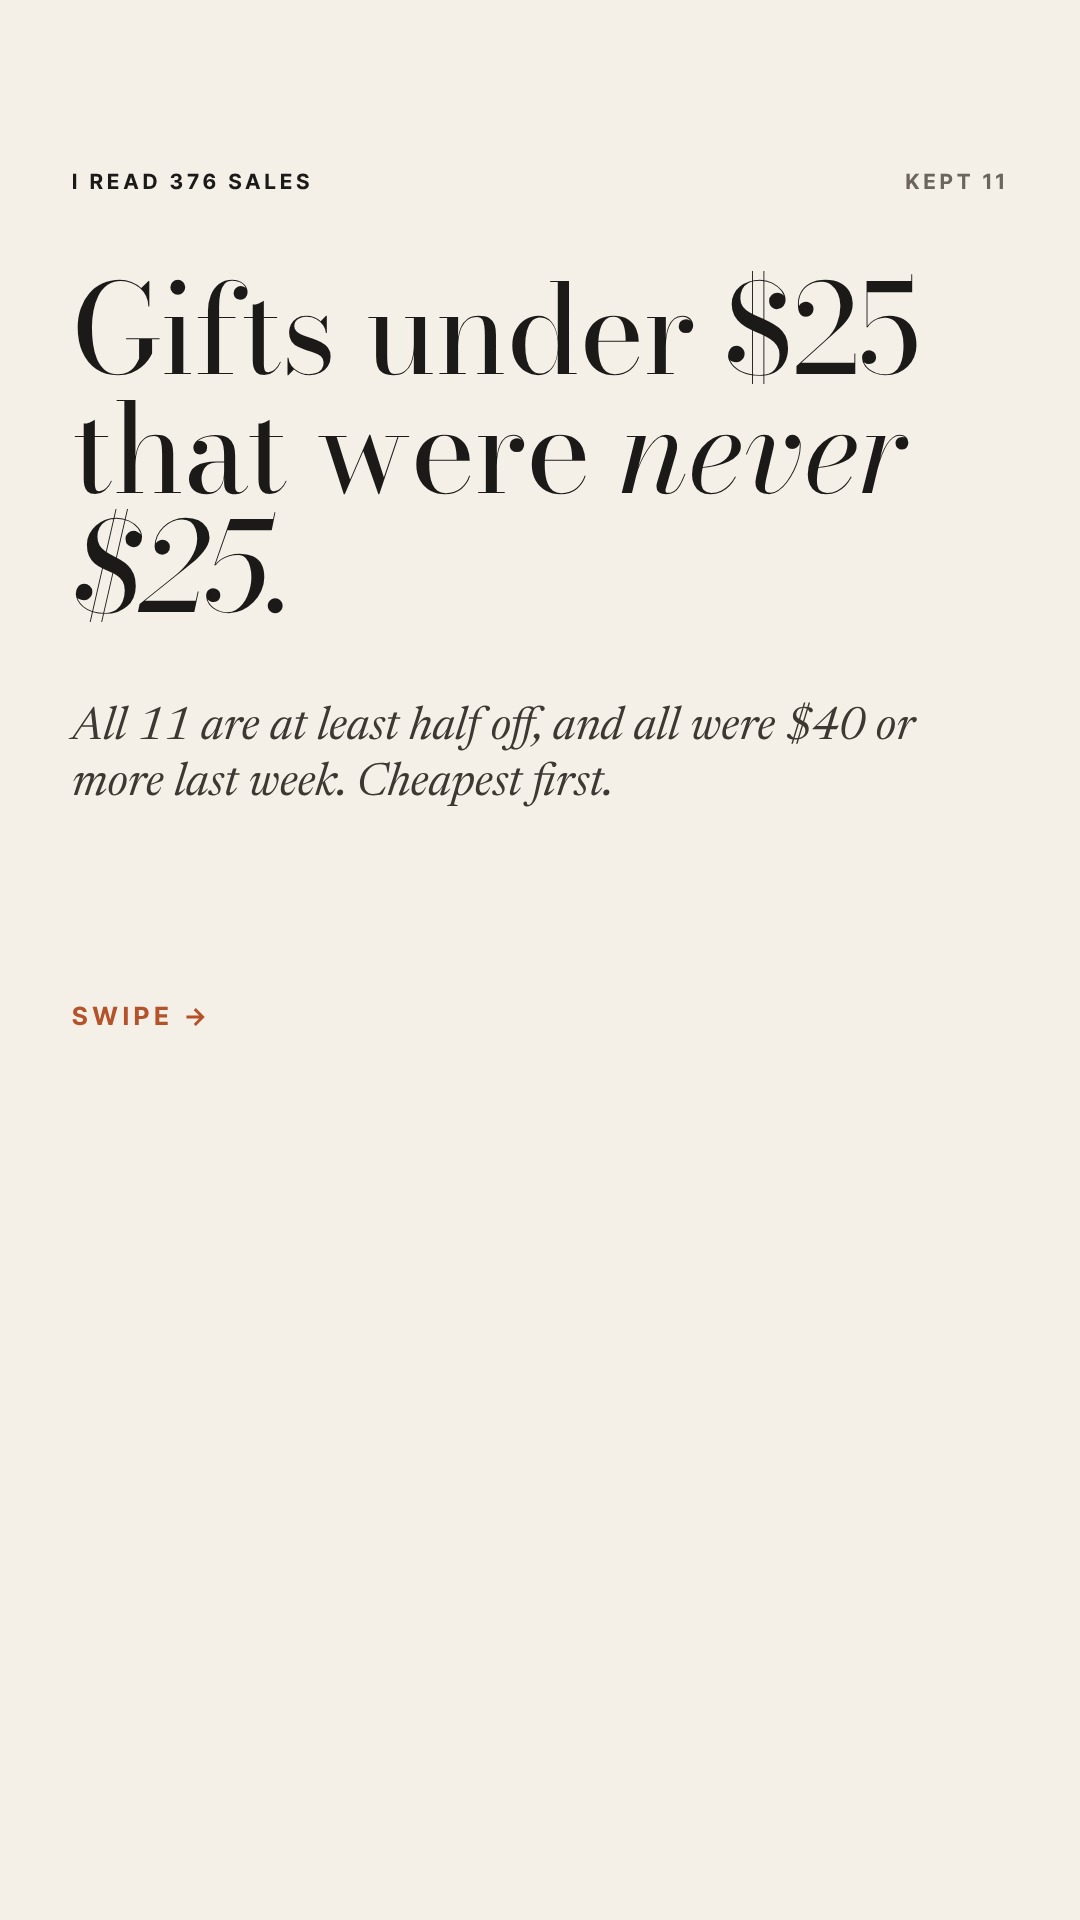 I READ 376 SALES
KEPT 11
Gifts under $25
that were never
$25.
All 11 are at least half off, and all were $40 or
more last week. Cheapest first.
SWIPE →